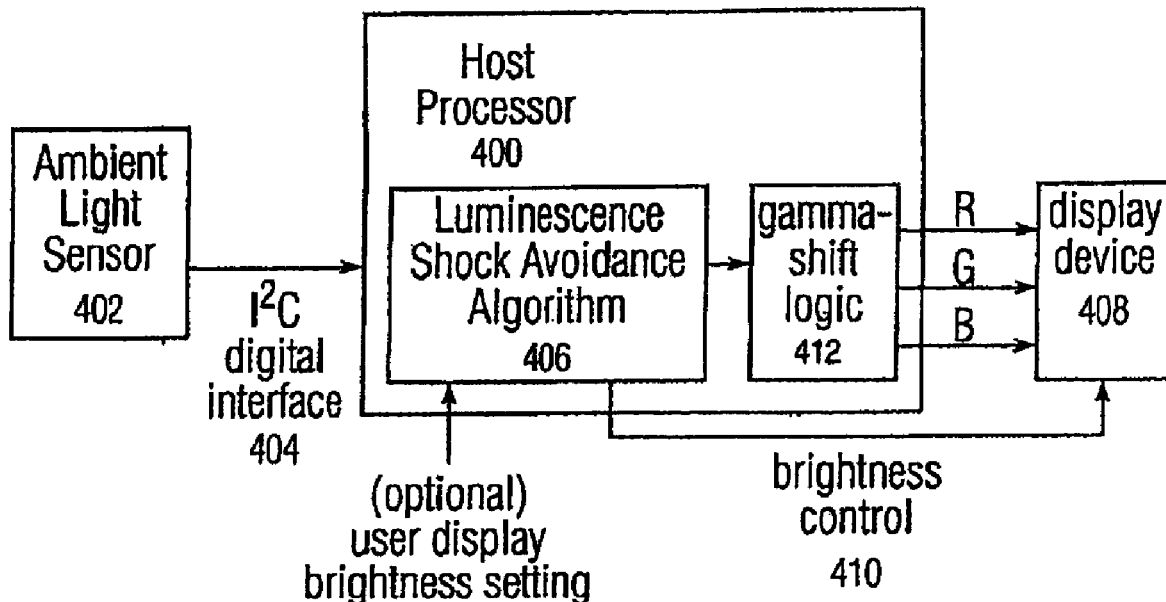 Host
Processor
400
Ambient
Light
Sensor
402
I²C
digital
interface
404
Luminescence
Shock Avoidance
Algorithm
406
gamma-
shift
logic
412
R
G
B
display
device
408
(optional)
user display
brightness setting
brightness
control
410